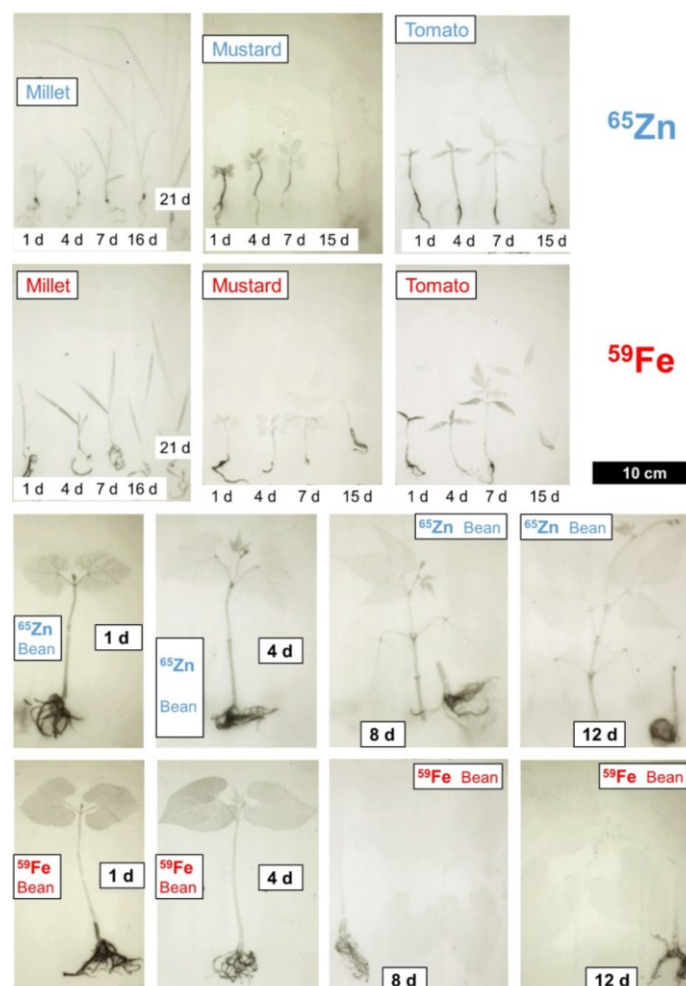 Millet
Mustard
Tomato
65Zn
21 d
1 d 4 d 7 d 16 d
1 d 4 d 7 d 15 d
1 d 4 d 7 d 15 d
Millet
Mustard
Tomato
59Fe
21 d
1 d 4 d 7 d 16 d
1 d 4 d 7 d 15 d
1 d 4 d 7 d 15 d
10 cm
65Zn
Bean
1 d
65Zn
Bean
4 d
65Zn Bean
8 d
65Zn Bean
12 d
59Fe
Bean
1 d
59Fe
Bean
4 d
59Fe Bean
8 d
59Fe Bean
12 d